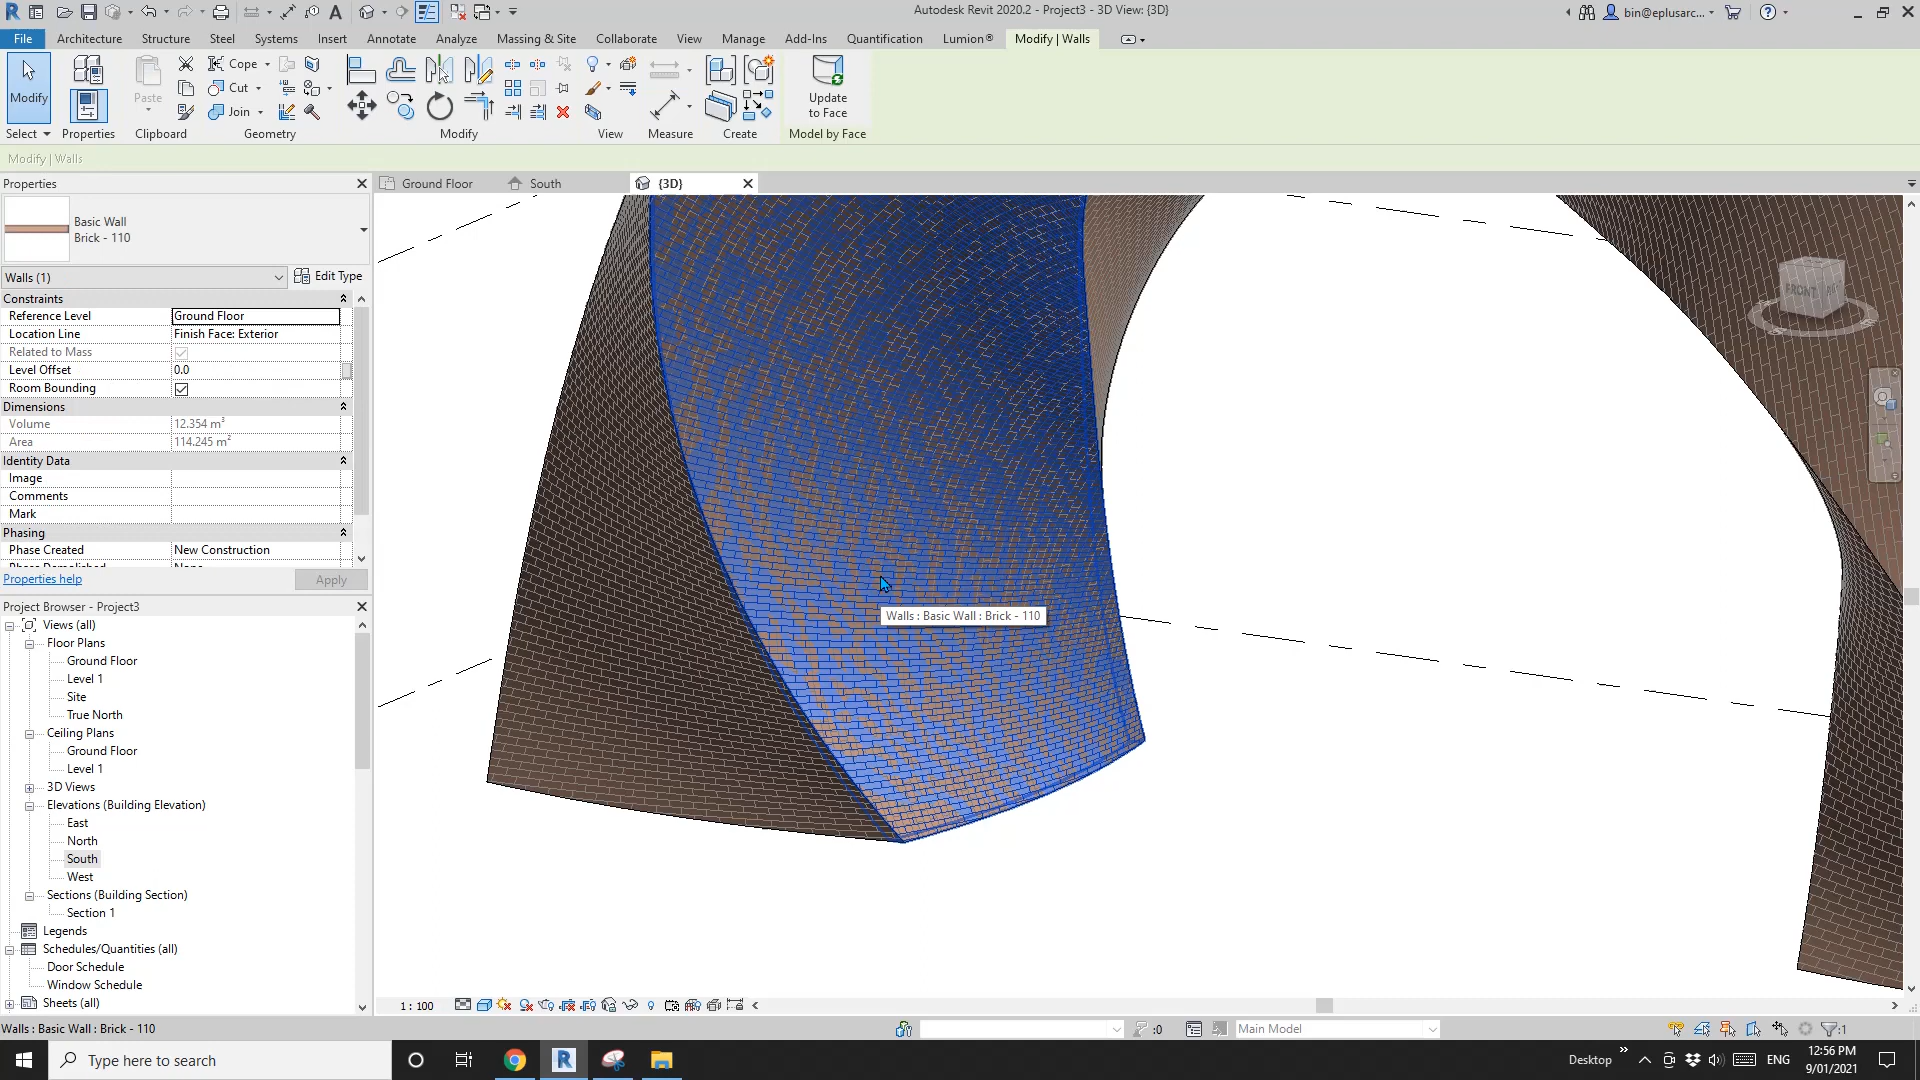 Autodesk Revit 2020.2 - Project3 - 3D View: {3D}
bin@eplusarc...
File Architecture Structure Steel Systems Insert Annotate Analyze Massing & Site Collaborate View Manage Add-Ins Quantification Lumion® Modify | Walls
Cope
Cut
Join
Modify
Paste
Update
to Face
Select Properties Clipboard Geometry Modify View Measure Create Model by Face
Modify | Walls
Properties
Ground Floor
South
{3D}
Basic Wall
Brick - 110
Walls (1)
Edit Type
Constraints
Reference Level Ground Floor
Location Line Finish Face: Exterior
Related to Mass
Level Offset 0.0
Room Bounding
Dimensions
Volume 12.354 m³
Area 114.245 m²
Identity Data
Image
Comments
Mark
Phasing
Phase Created New Construction
Properties help
Apply
FRONT
Walls : Basic Wall : Brick - 110
Project Browser - Project3
Views (all)
Floor Plans
Ground Floor
Level 1
Site
True North
Ceiling Plans
Ground Floor
Level 1
3D Views
Elevations (Building Elevation)
East
North
South
West
Sections (Building Section)
Section 1
Legends
Schedules/Quantities (all)
Door Schedule
Window Schedule
Sheets (all)
1 : 100
Walls : Basic Wall : Brick - 110
:0
Main Model
:1
Type here to search
Desktop
ENG
12:56 PM
9/01/2021